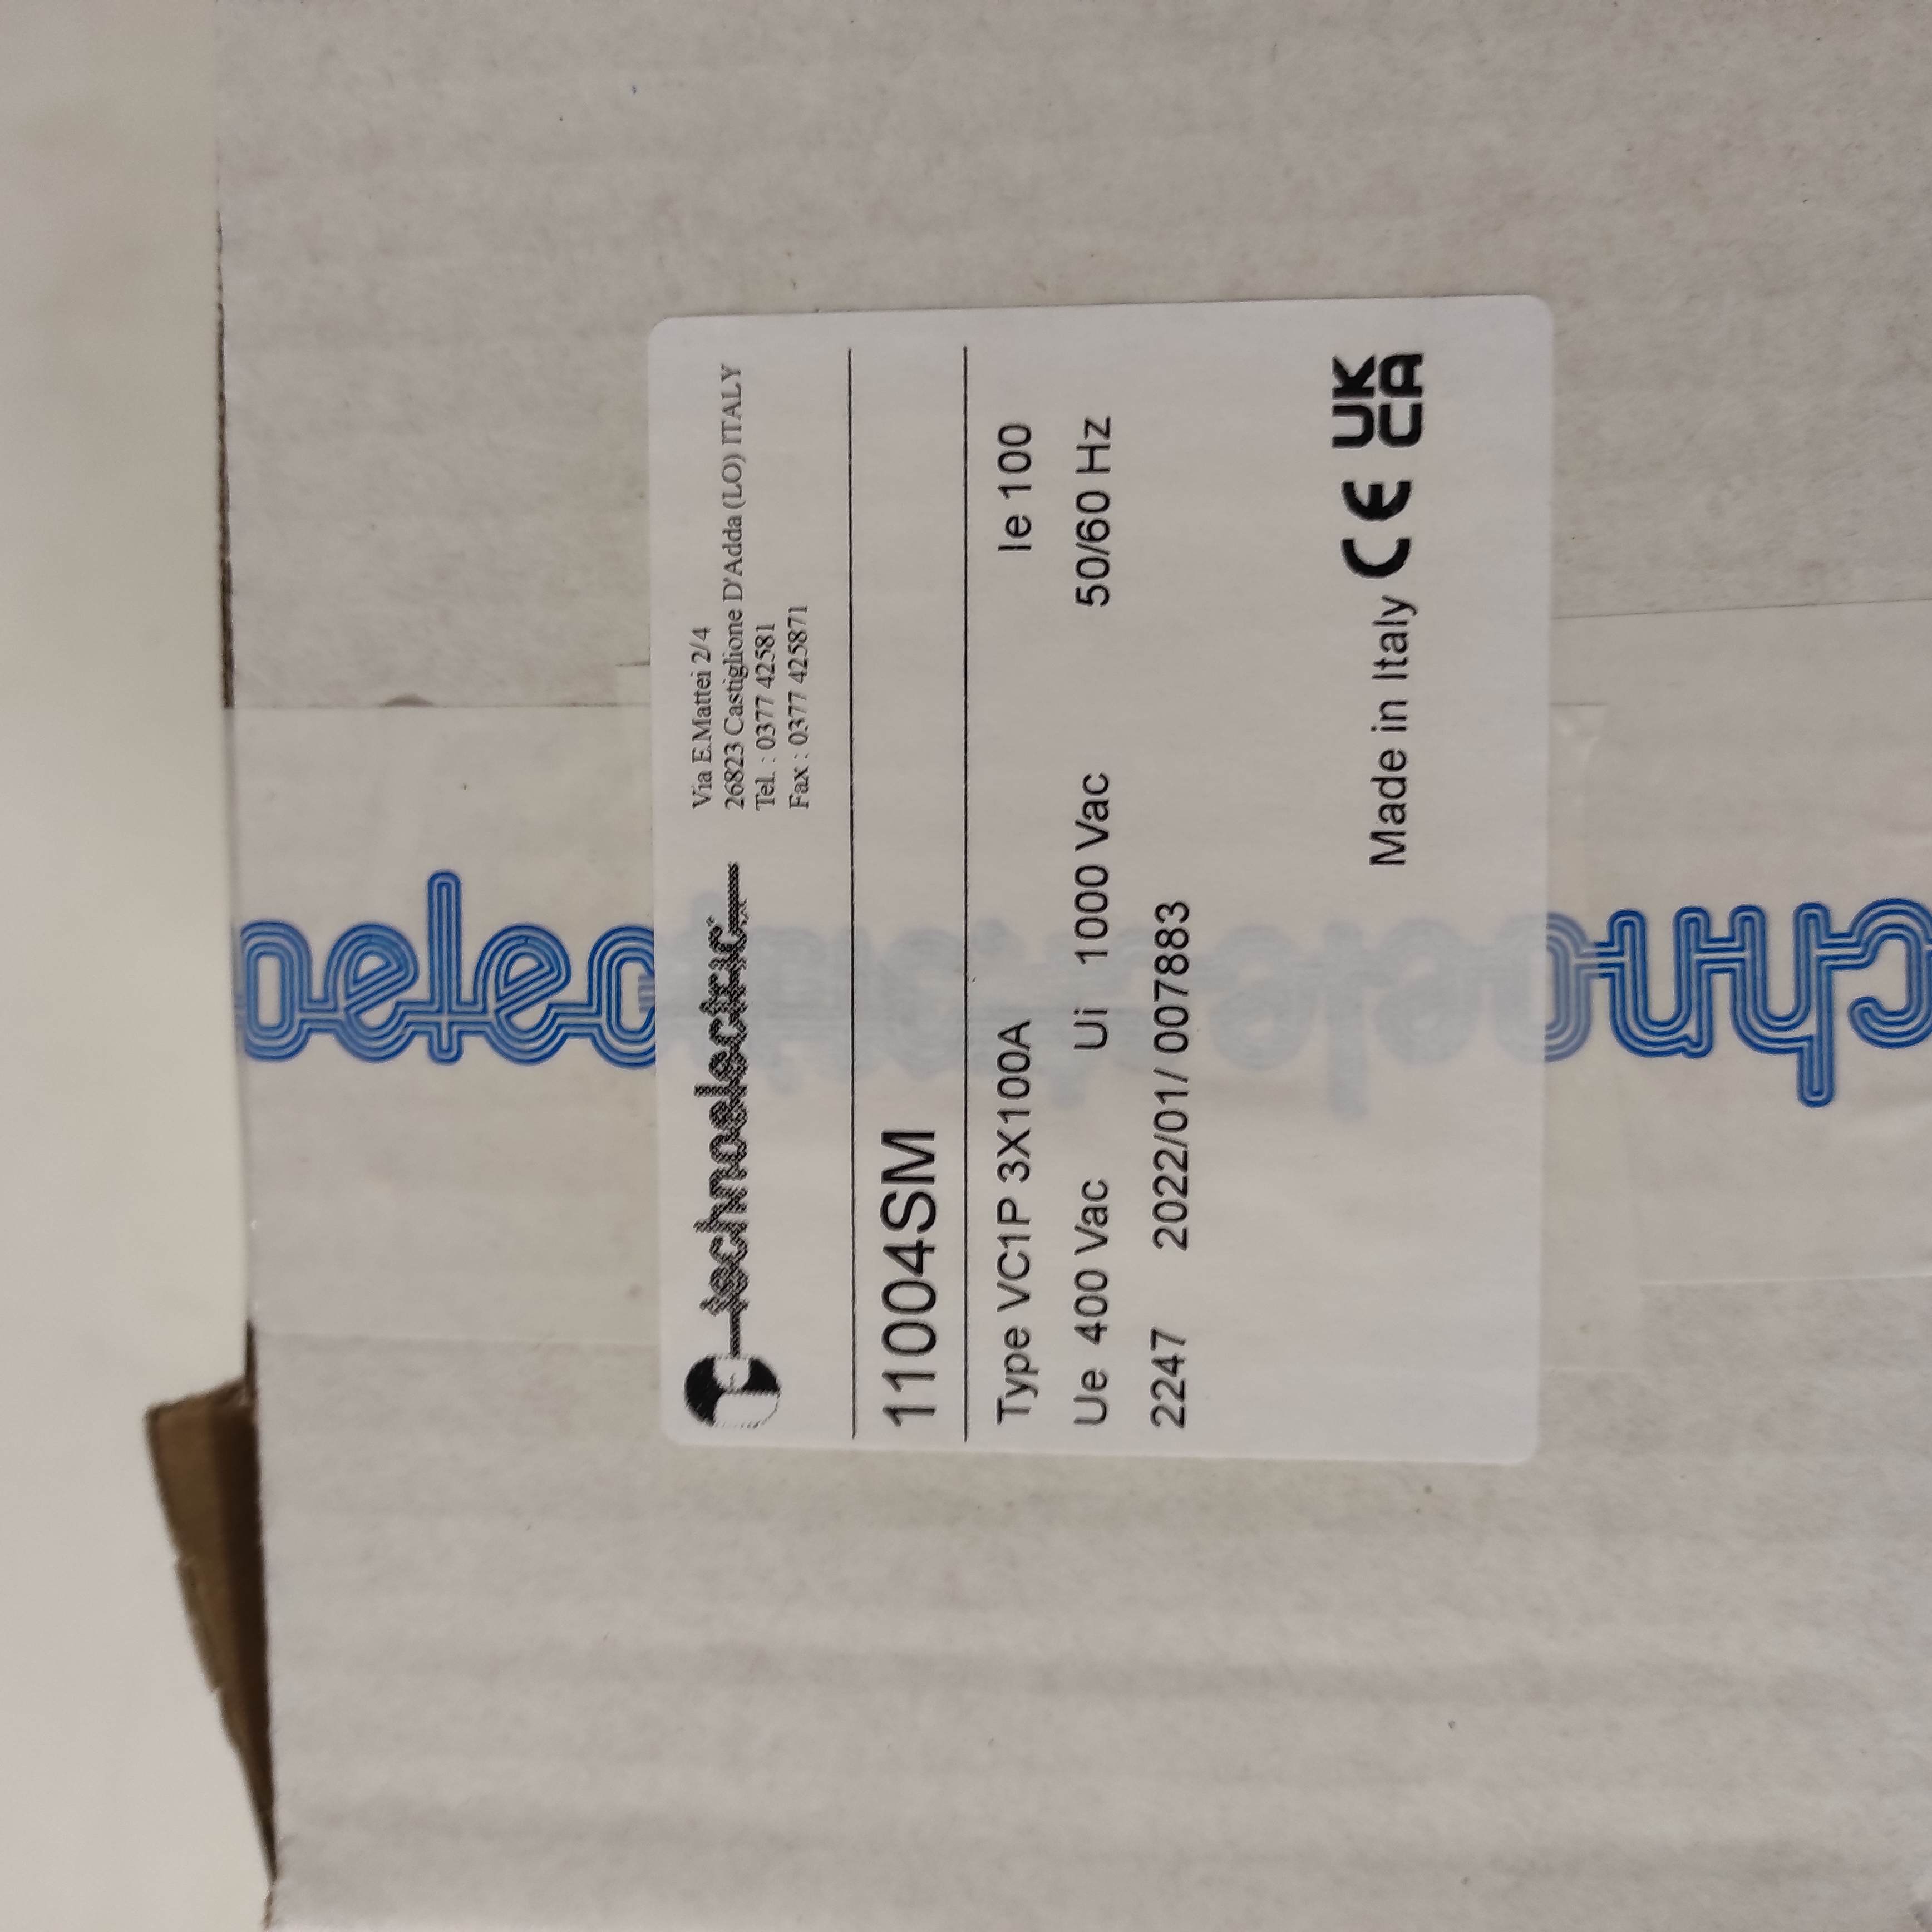 technoelectric
Via E.Mattei 2/4
26823 Castiglione D'Adda (LO) ITALY
Tel. : 0377 42581
Fax : 0377 425871
11004SM
Type VC1P 3X100A Ie 100
Ue 400 Vac Ui 1000 Vac 50/60 Hz
2247 2022/01/ 007883
Made in Italy CE UK
CA
oelec
chno